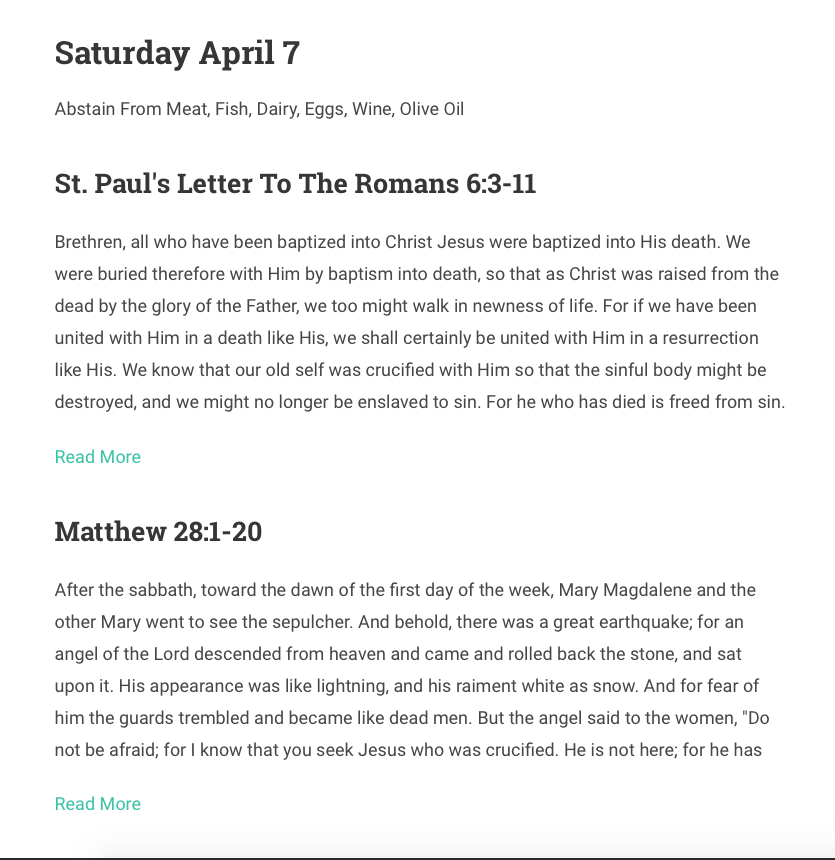 Saturday April 7
Abstain From Meat, Fish, Dairy, Eggs, Wine, Olive Oil
St. Paul's Letter To The Romans 6:3-11
Brethren, all who have been baptized into Christ Jesus were baptized into His death. We
were buried therefore with Him by baptism into death, so that as Christ was raised from the
dead by the glory of the Father, we too might walk in newness of life. For if we have been
united with Him in a death like His, we shall certainly be united with Him in a resurrection
like His. We know that our old self was crucified with Him so that the sinful body might be
destroyed, and we might no longer be enslaved to sin. For he who has died is freed from sin.
Read More
Matthew 28:1-20
After the sabbath, toward the dawn of the first day of the week, Mary Magdalene and the
other Mary went to see the sepulcher. And behold, there was a great earthquake; for an
angel of the Lord descended from heaven and came and rolled back the stone, and sat
upon it. His appearance was like lightning, and his raiment white as snow. And for fear of
him the guards trembled and became like dead men. But the angel said to the women, "Do
not be afraid; for I know that you seek Jesus who was crucified. He is not here; for he has
Read More